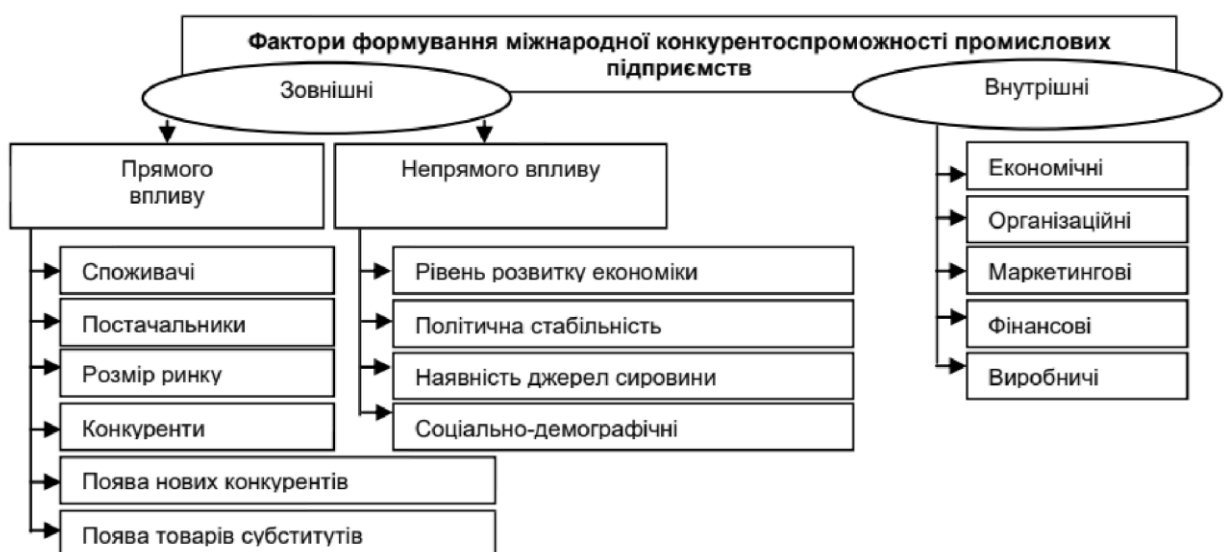 Фактори формування міжнародної конкурентоспроможності промислових
підприємств
Зовнішні
Внутрішні
Прямого
впливу
Непрямого впливу
Споживачі
Постачальники
Розмір ринку
Конкуренти
Поява нових конкурентів
Поява товарів субститутів
Рівень розвитку економіки
Політична стабільність
Наявність джерел сировини
Соціально-демографічні
Економічні
Організаційні
Маркетингові
Фінансові
Виробничі